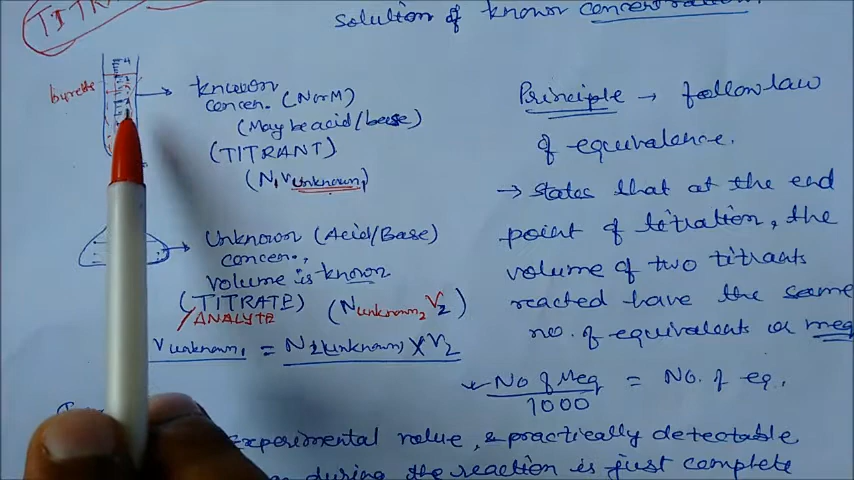 TITR
solution of known concentration.
burette
known
concen. (N or M)
(May be acid/base)
(TITRANT)
(N, V unknown,)
Unknown (Acid/Base)
concen.,
volume is known
(TITRATE) (N unknown2 V2)
/ANALYTE
V unknown1 = N2(unknown) X V2
Principle → follow law
of equivalence.
→ states that at the end
point of titration, the
volume of two titrants
reacted have the same
no. of equivalents or meq
No of Meq = No. of eq.
1000
Experimental value, & practically detectable
during the reaction is just complete